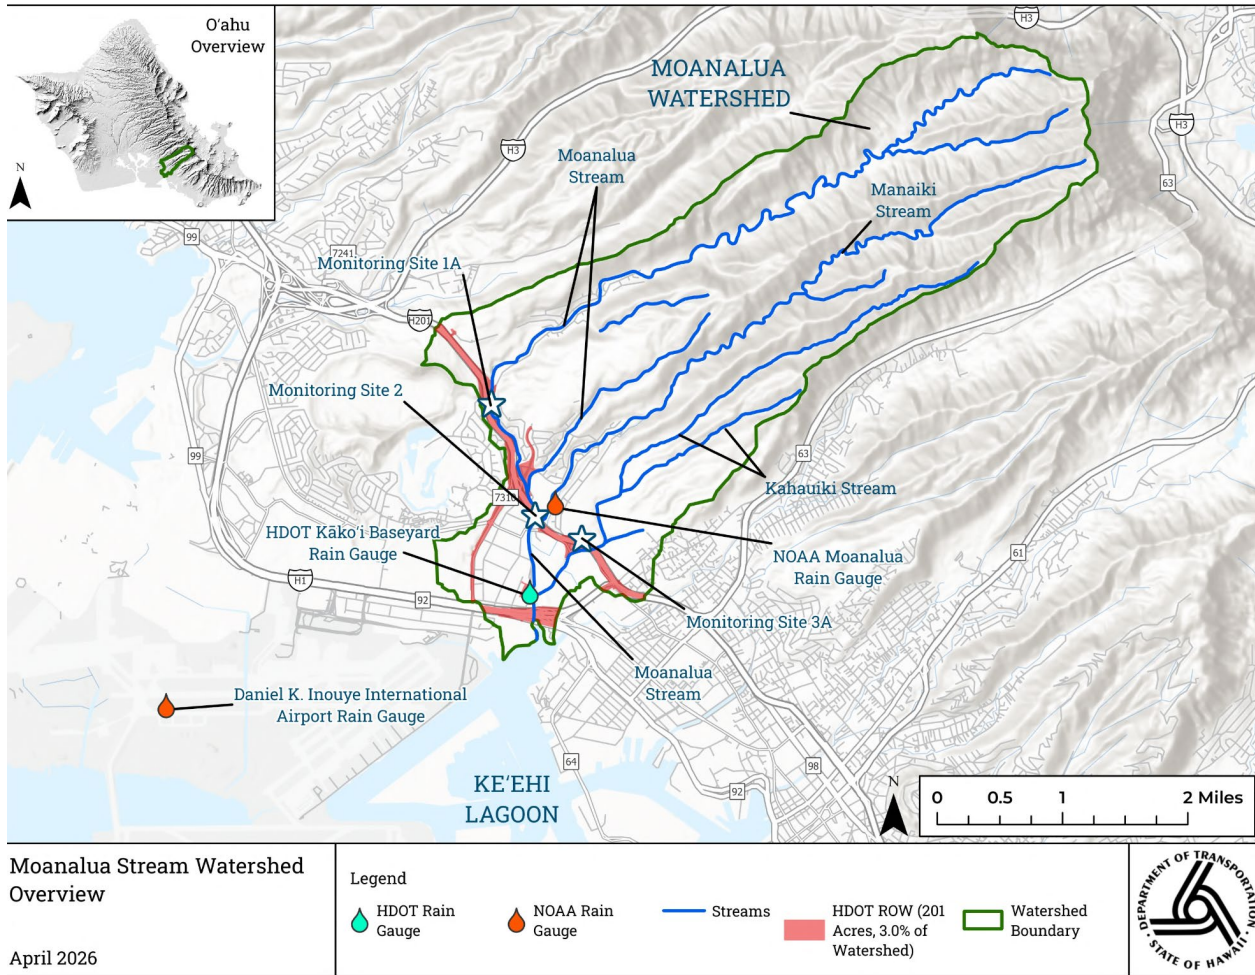 Oʻahu
Overview
N
MOANALUA
WATERSHED
H3
H3
H3
63
Moanalua
Stream
Manaiki
Stream
99
7241
Monitoring Site 1A
H201
Monitoring Site 2
99
63
Kahauiki Stream
7310
HDOT Kākoʻi Baseyard
Rain Gauge
NOAA Moanalua
Rain Gauge
61
H1
92
Monitoring Site 3A
Moanalua
Stream
Daniel K. Inouye International
Airport Rain Gauge
64
98
92
KEʻEHI
LAGOON
N
0 0.5 1 2 Miles
Moanalua Stream Watershed
Overview
April 2026
Legend
HDOT Rain
Gauge
NOAA Rain
Gauge
Streams
HDOT ROW (201
Acres, 3.0% of
Watershed)
Watershed
Boundary
DEPARTMENT OF TRANSPORTATION
STATE OF HAWAII